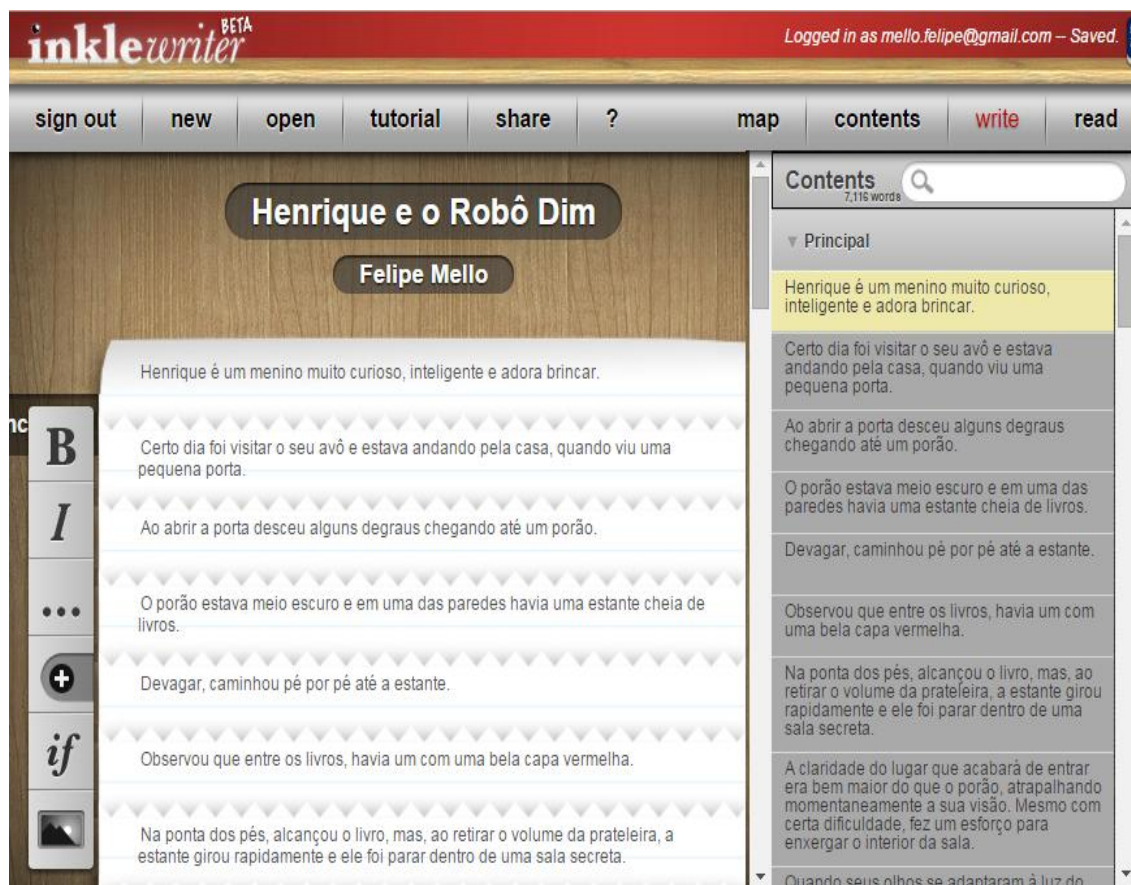 inklewriter BETA
Logged in as mello.felipe@gmail.com – Saved.
sign out new open tutorial share ? map contents write read
Henrique e o Robô Dim
Felipe Mello
Henrique é um menino muito curioso, inteligente e adora brincar.
Certo dia foi visitar o seu avô e estava andando pela casa, quando viu uma
pequena porta.
Ao abrir a porta desceu alguns degraus chegando até um porão.
O porão estava meio escuro e em uma das paredes havia uma estante cheia de
livros.
Devagar, caminhou pé por pé até a estante.
Observou que entre os livros, havia um com uma bela capa vermelha.
Na ponta dos pés, alcançou o livro, mas, ao retirar o volume da prateleira, a
estante girou rapidamente e ele foi parar dentro de uma sala secreta.
B
I
...
+
if
Contents
7,116 words
Principal
Henrique é um menino muito curioso,
inteligente e adora brincar.
Certo dia foi visitar o seu avô e estava
andando pela casa, quando viu uma
pequena porta.
Ao abrir a porta desceu alguns degraus
chegando até um porão.
O porão estava meio escuro e em uma das
paredes havia uma estante cheia de livros.
Devagar, caminhou pé por pé até a estante.
Observou que entre os livros, havia um com
uma bela capa vermelha.
Na ponta dos pés, alcançou o livro, mas, ao
retirar o volume da prateleira, a estante girou
rapidamente e ele foi parar dentro de uma
sala secreta.
A claridade do lugar que acabará de entrar
era bem maior do que o porão, atrapalhando
momentaneamente a sua visão. Mesmo com
certa dificuldade, fez um esforço para
enxergar o interior da sala.
Quando seus olhos se adaptaram à luz do